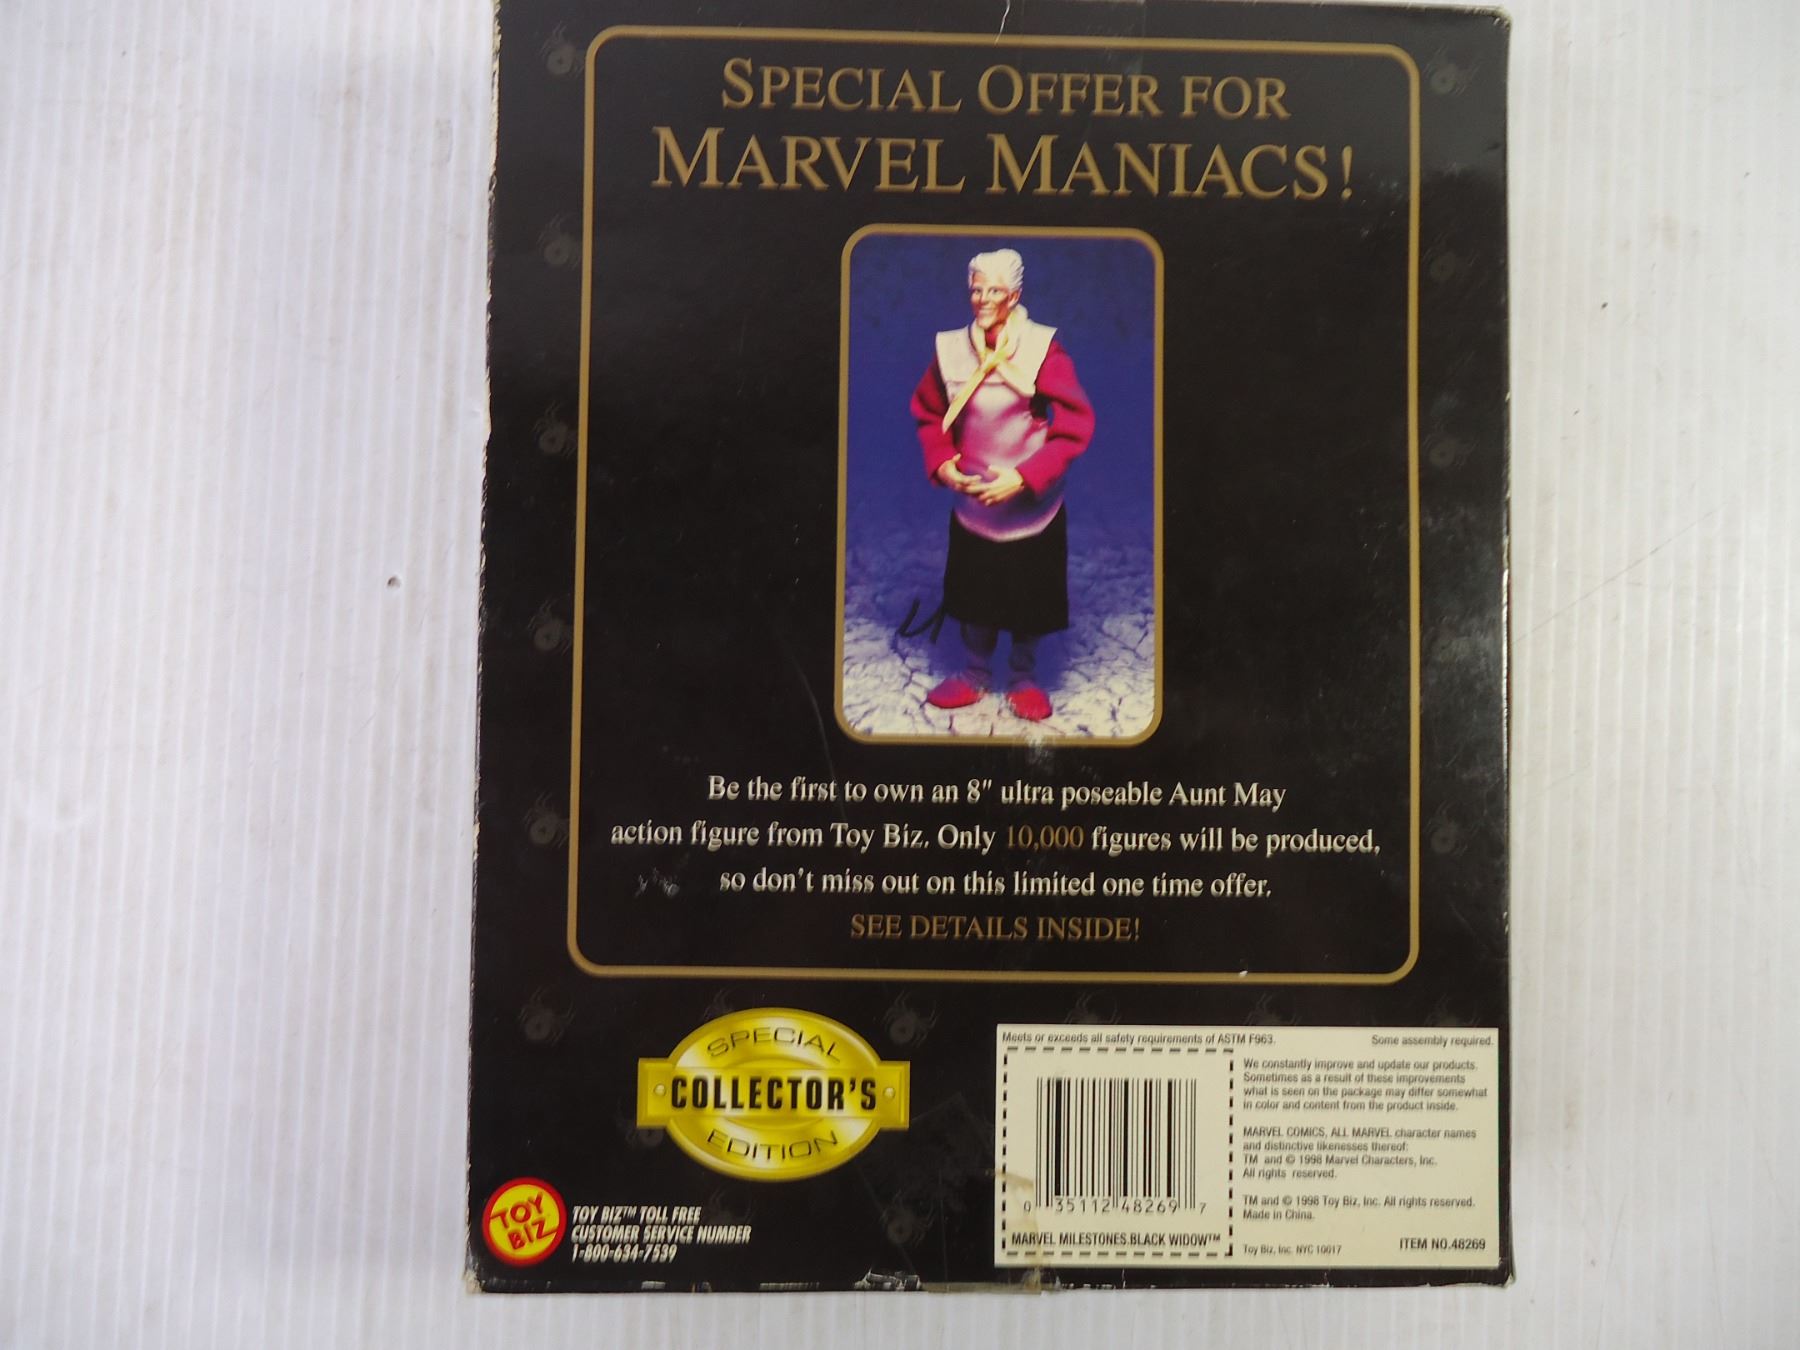 SPECIAL OFFER FOR
MARVEL MANIACS!
Be the first to own an 8" ultra poseable Aunt May
action figure from Toy Biz. Only 10,000 figures will be produced,
so don't miss out on this limited one time offer.
SEE DETAILS INSIDE!
SPECIAL
COLLECTOR'S
EDITION
TOY
BIZ
TOY BIZ™ TOLL FREE
CUSTOMER SERVICE NUMBER
1-800-634-7539
Meets or exceeds all safety requirements of ASTM F963.
Some assembly required.
0 35112 48269 7
MARVEL MILESTONES.BLACK WIDOW™
We constantly improve and update our products.
Sometimes as a result of these improvements
what is seen on the package may differ somewhat
in color and content from the product inside.
MARVEL COMICS, ALL MARVEL character names
and distinctive likenesses thereof:
TM and © 1998 Marvel Characters, Inc.
All rights reserved.
TM and © 1998 Toy Biz, Inc. All rights reserved.
Made in China.
Toy Biz, Inc. NYC 10017
ITEM NO.48269